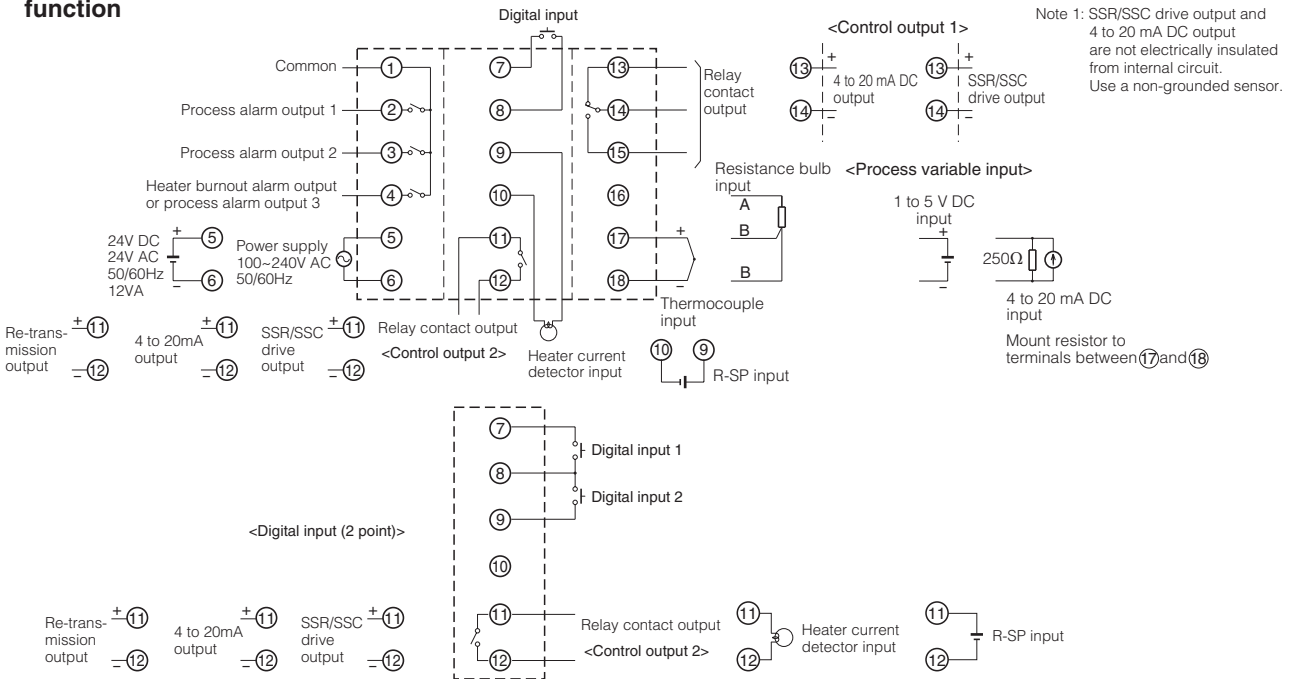 function
Digital input
<Control output 1>
Note 1: SSR/SSC drive output and
4 to 20 mA DC output
are not electrically insulated
from internal circuit.
Use a non-grounded sensor.
Common
Process alarm output 1
Process alarm output 2
Heater burnout alarm output
or process alarm output 3
1
2
3
4
5
6
7
8
9
10
11
12
13
14
15
16
17
18
Relay
contact
output
13 +
4 to 20 mA DC
output
14 −
13 +
SSR/SSC
drive output
14 −
24V DC
24V AC
50/60Hz
12VA
+ 5
− 6
Power supply
100~240V AC
50/60Hz
Resistance bulb
input
A
B
B
+
−
Thermocouple
input
<Process variable input>
1 to 5 V DC
input
+
−
250Ω
4 to 20 mA DC
input
Mount resistor to
terminals between 17 and 18
Re-trans-
mission
output
+ 11
− 12
4 to 20mA
output
+ 11
− 12
SSR/SSC
drive
output
+ 11
− 12
Relay contact output
<Control output 2>
Heater current
detector input
10 9
R-SP input
<Digital input (2 point)>
7
8
9
10
11
12
Digital input 1
Digital input 2
Re-trans-
mission
output
+ 11
− 12
4 to 20mA
output
+ 11
− 12
SSR/SSC
drive
output
+ 11
− 12
Relay contact output
<Control output 2>
11
12
Heater current
detector input
11
12
R-SP input